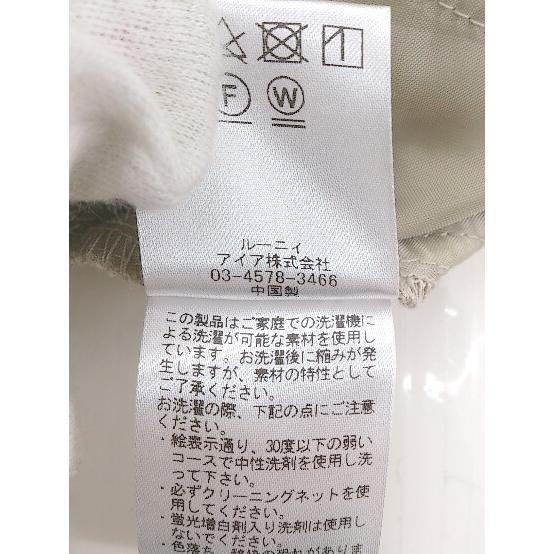 F W
ルーニィ
アイア株式会社
03-4578-3466
中国製
この製品はご家庭での洗濯機に
よる洗濯が可能な素材を使用し
ています。お洗濯後に縮みが発
生しますが、素材の特性として
ご了承ください。
お洗濯の際、下記の点にご注意
ください。
・絵表示通り、30度以下の弱い
コースで中性洗剤を使用し洗
って下さい。
・必ずクリーニングネットを使
用してください。
・蛍光増白剤入り洗剤は使用し
ないでください。
・色落ち、